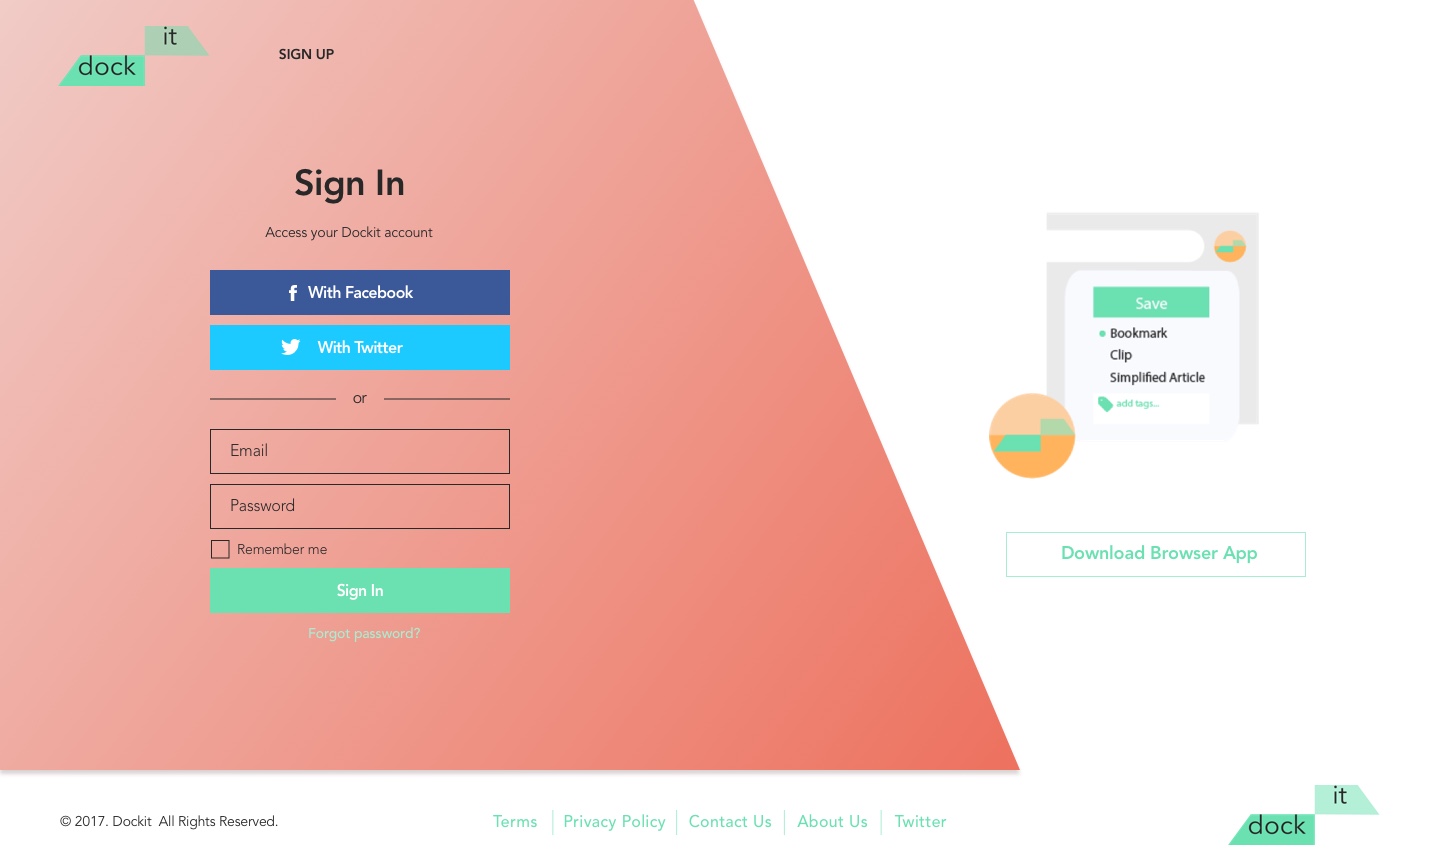 it
dock
SIGN UP
Sign In
Access your Dockit account
f With Facebook
With Twitter
or
Email
Password
Remember me
Sign In
Forgot password?
Save
Bookmark
Clip
Simplified Article
add tags...
Download Browser App
© 2017. Dockit All Rights Reserved.
Terms
Privacy Policy
Contact Us
About Us
Twitter
it
dock